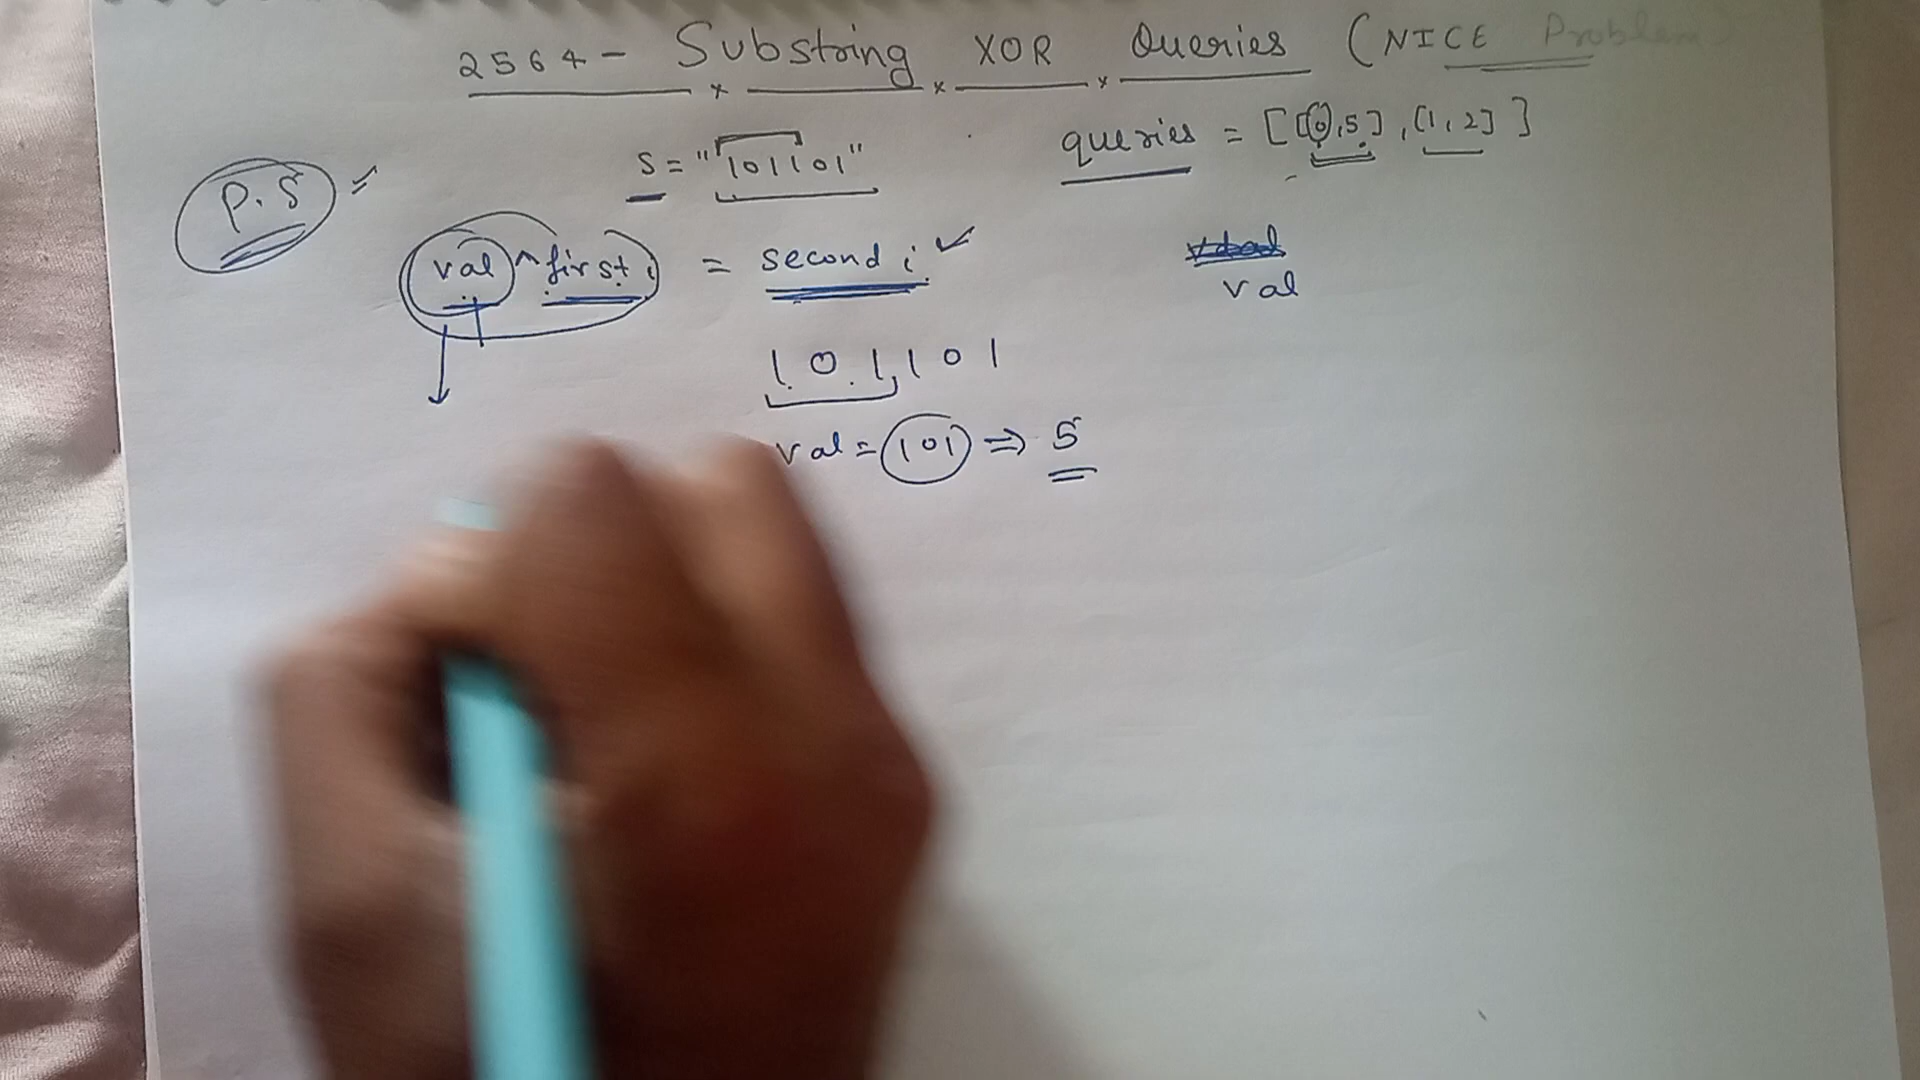 2564 - Substring XOR Queries (NICE Problem
P.S
S = "101101"
queries = [[0,5],[1,2]]
val ^ first i = second i ✓
val
1 0 1 1 0 1
val = 101 => 5